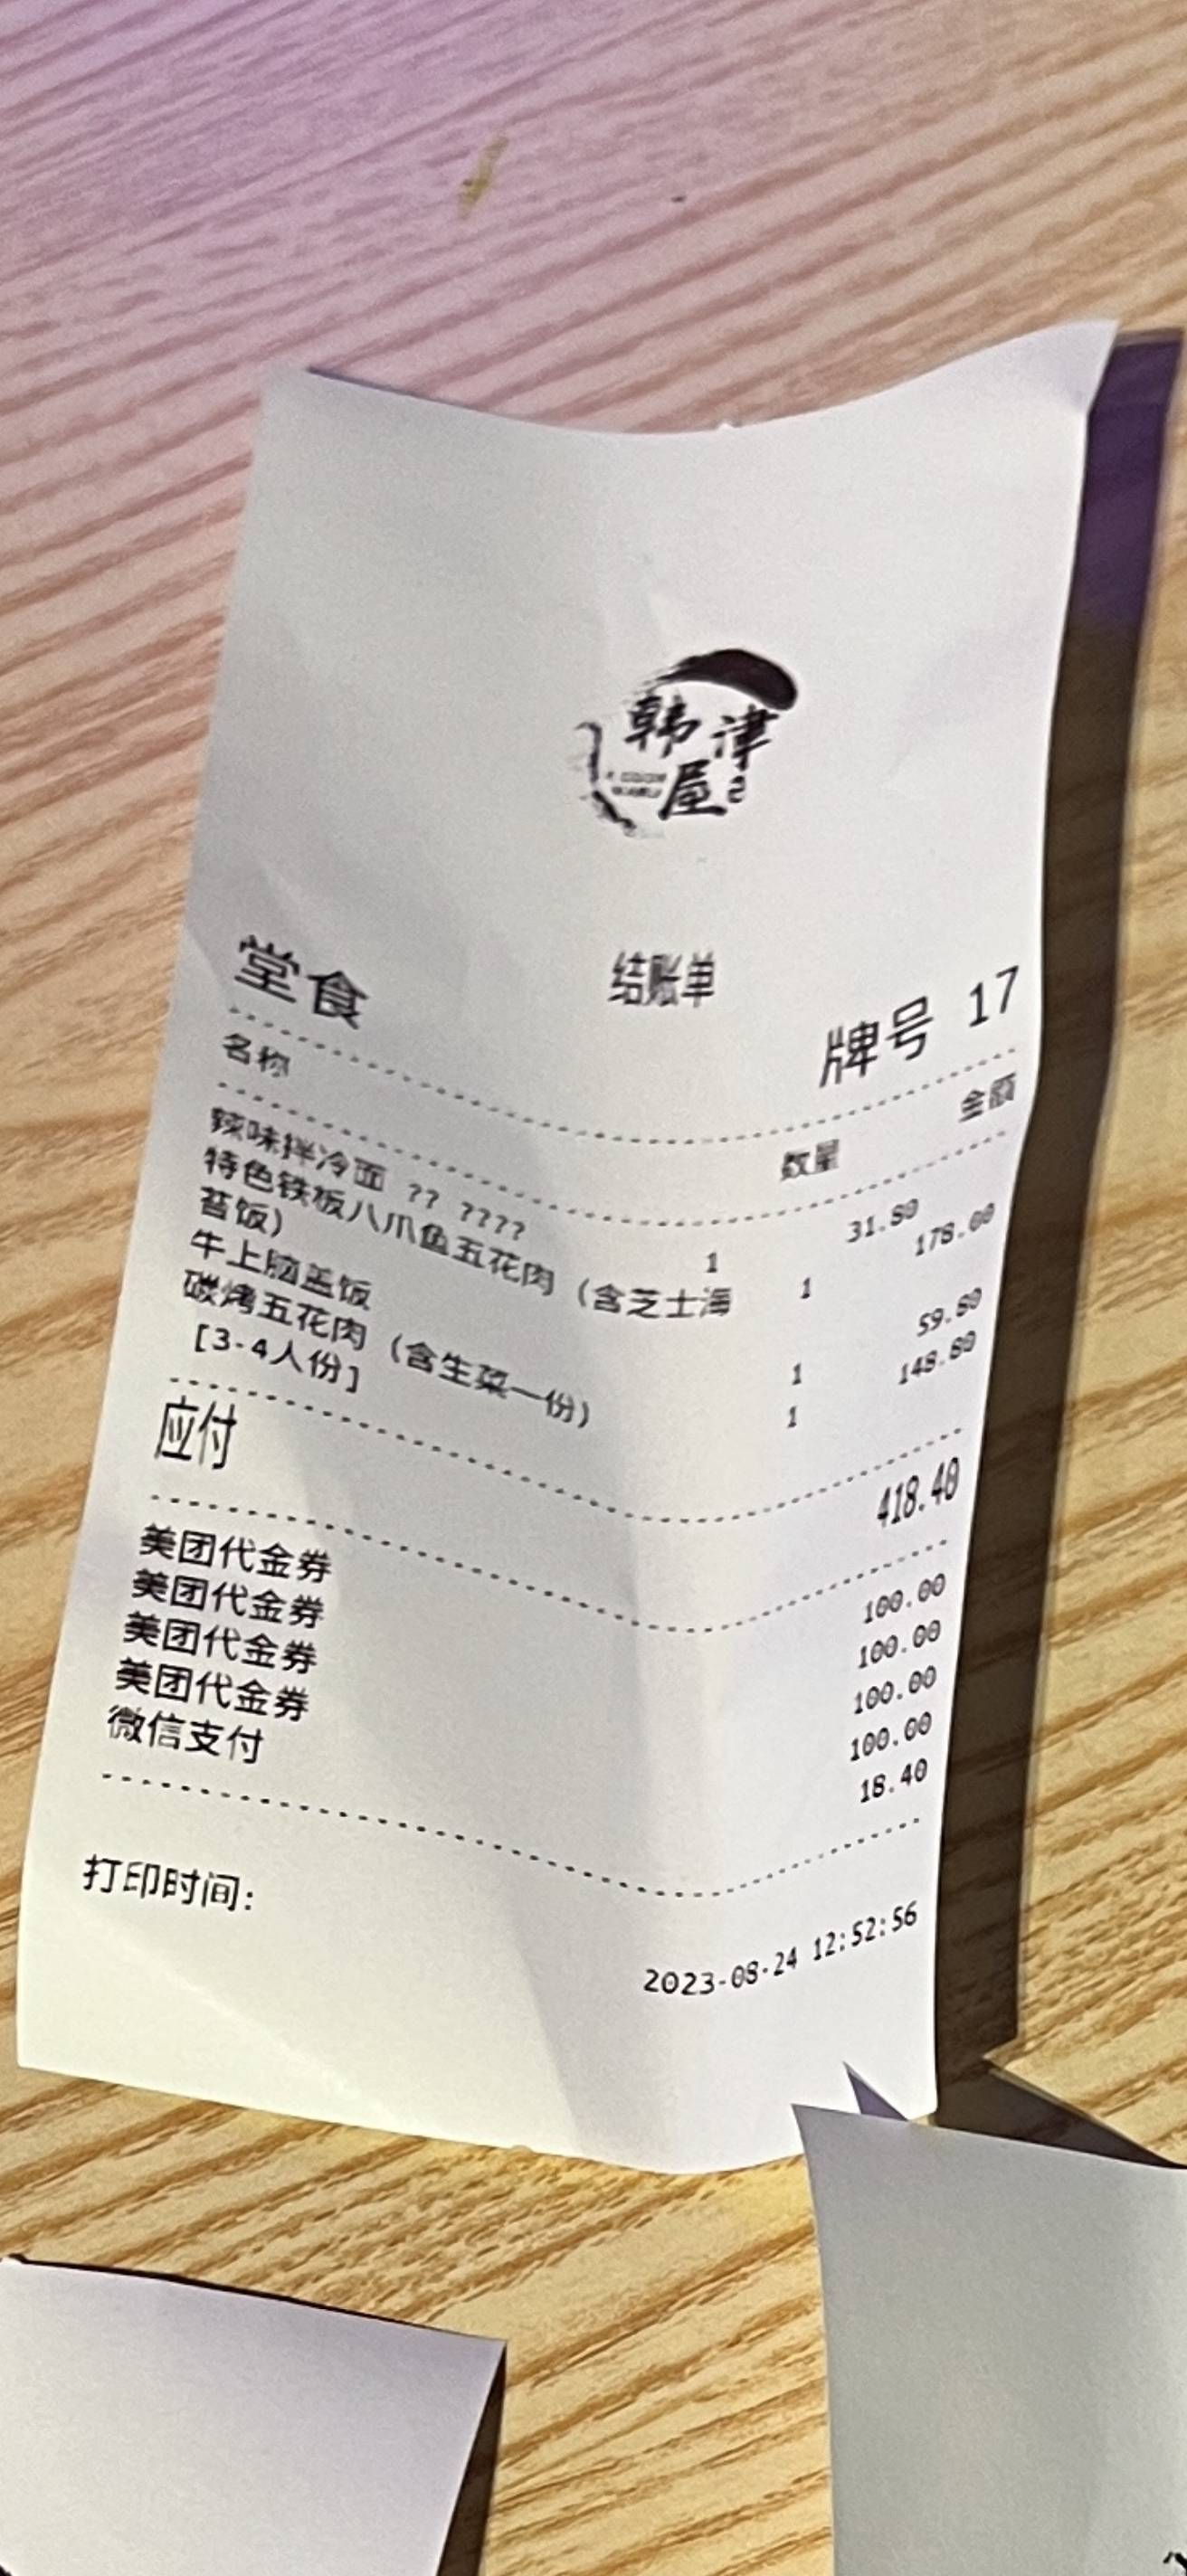 韩津
屋
结账单
堂食 牌号 17
名称 数量 金额
辣味拌冷面 ?? ????
1 31.80
特色铁板八爪鱼五花肉（含芝士海 1 178.00
苔饭）
牛上脑盖饭 1 59.80
碳烤五花肉（含生菜一份） 1 148.80
[3-4人份]
应付 418.40
美团代金券 100.00
美团代金券 100.00
美团代金券 100.00
美团代金券 100.00
微信支付 18.40
打印时间:
2023-08-24 12:52:56